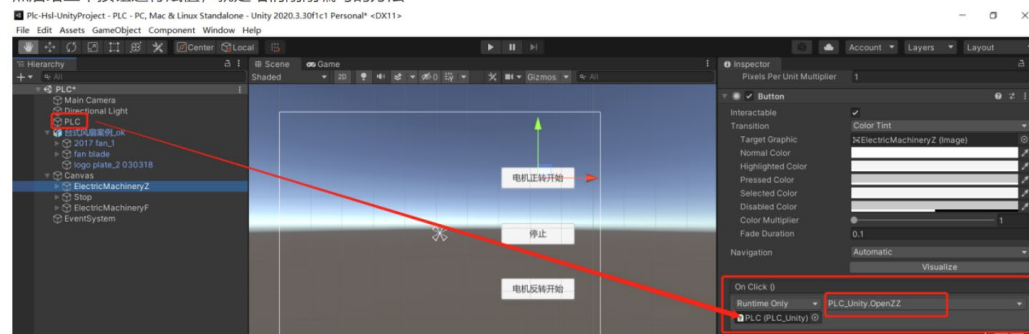 Plc-Hsl-UnityProject - PLC - PC, Mac & Linux Standalone - Unity 2020.3.30f1c1 Personal* <DX11>
File Edit Assets GameObject Component Window Help
Center Local
Account Layers Layout
Hierarchy
All
PLC*
Main Camera
Directional Light
PLC
台式风扇案例_ok
2017 fan_1
fan blade
logo plate_2 030318
Canvas
ElectricMachineryZ
Stop
ElectricMachineryF
EventSystem
Scene Game
Shaded 2D 0 Gizmos All
电机正转开始
停止
电机反转开始
Inspector
Pixels Per Unit Multiplier 1
Button
Interactable
Transition Color Tint
Target Graphic ElectricMachineryZ (Image)
Normal Color
Highlighted Color
Pressed Color
Selected Color
Disabled Color
Color Multiplier 1
Fade Duration 0.1
Navigation Automatic
Visualize
On Click ()
Runtime Only PLC_Unity.OpenZZ
PLC (PLC_Unity)